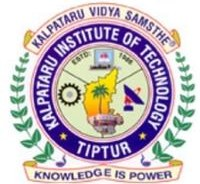 KALPATARU VIDYA SAMSTHE®
KALPATARU INSTITUTE OF TECHNOLOGY
ESTD: 1986
TIPTUR
KNOWLEDGE IS POWER